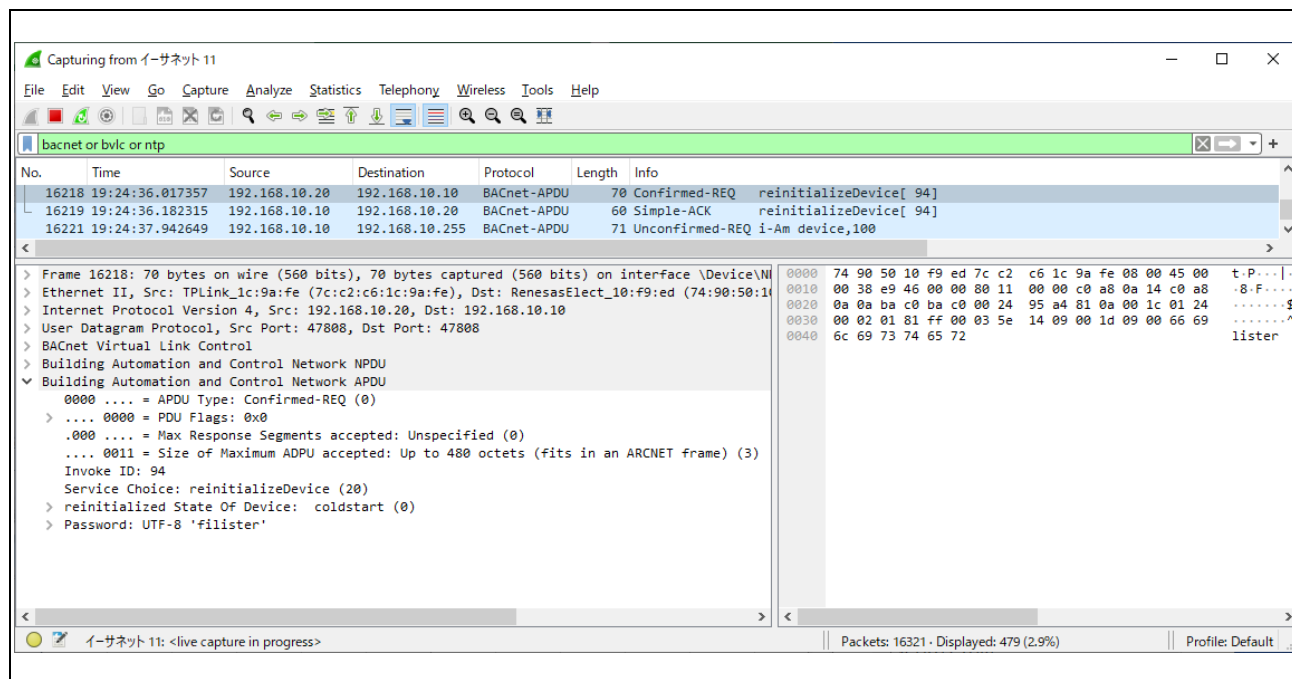 Capturing from イーサネット 11
File Edit View Go Capture Analyze Statistics Telephony Wireless Tools Help
bacnet or bvlc or ntp
No. Time Source Destination Protocol Length Info
16218 19:24:36.017357 192.168.10.20 192.168.10.10 BACnet-APDU 70 Confirmed-REQ reinitializeDevice[ 94]
16219 19:24:36.182315 192.168.10.10 192.168.10.20 BACnet-APDU 60 Simple-ACK reinitializeDevice[ 94]
16221 19:24:37.942649 192.168.10.10 192.168.10.255 BACnet-APDU 71 Unconfirmed-REQ i-Am device,100
Frame 16218: 70 bytes on wire (560 bits), 70 bytes captured (560 bits) on interface \Device\N
Ethernet II, Src: TPLink_1c:9a:fe (7c:c2:c6:1c:9a:fe), Dst: RenesasElect_10:f9:ed (74:90:50:1
Internet Protocol Version 4, Src: 192.168.10.20, Dst: 192.168.10.10
User Datagram Protocol, Src Port: 47808, Dst Port: 47808
BACnet Virtual Link Control
Building Automation and Control Network NPDU
Building Automation and Control Network APDU
0000 .... = APDU Type: Confirmed-REQ (0)
.... 0000 = PDU Flags: 0x0
.000 .... = Max Response Segments accepted: Unspecified (0)
.... 0011 = Size of Maximum ADPU accepted: Up to 480 octets (fits in an ARCNET frame) (3)
Invoke ID: 94
Service Choice: reinitializeDevice (20)
reinitialized State Of Device: coldstart (0)
Password: UTF-8 'filister'
0000 74 90 50 10 f9 ed 7c c2 c6 1c 9a fe 08 00 45 00 t·P···|·
0010 00 38 e9 46 00 00 80 11 00 00 c0 a8 0a 14 c0 a8 ·8·F····
0020 0a 0a ba c0 ba c0 00 24 95 a4 81 0a 00 1c 01 24 ·······$
0030 00 02 01 81 ff 00 03 5e 14 09 00 1d 09 00 66 69 ·······^
0040 6c 69 73 74 65 72 lister
イーサネット 11: <live capture in progress> Packets: 16321 · Displayed: 479 (2.9%) Profile: Default